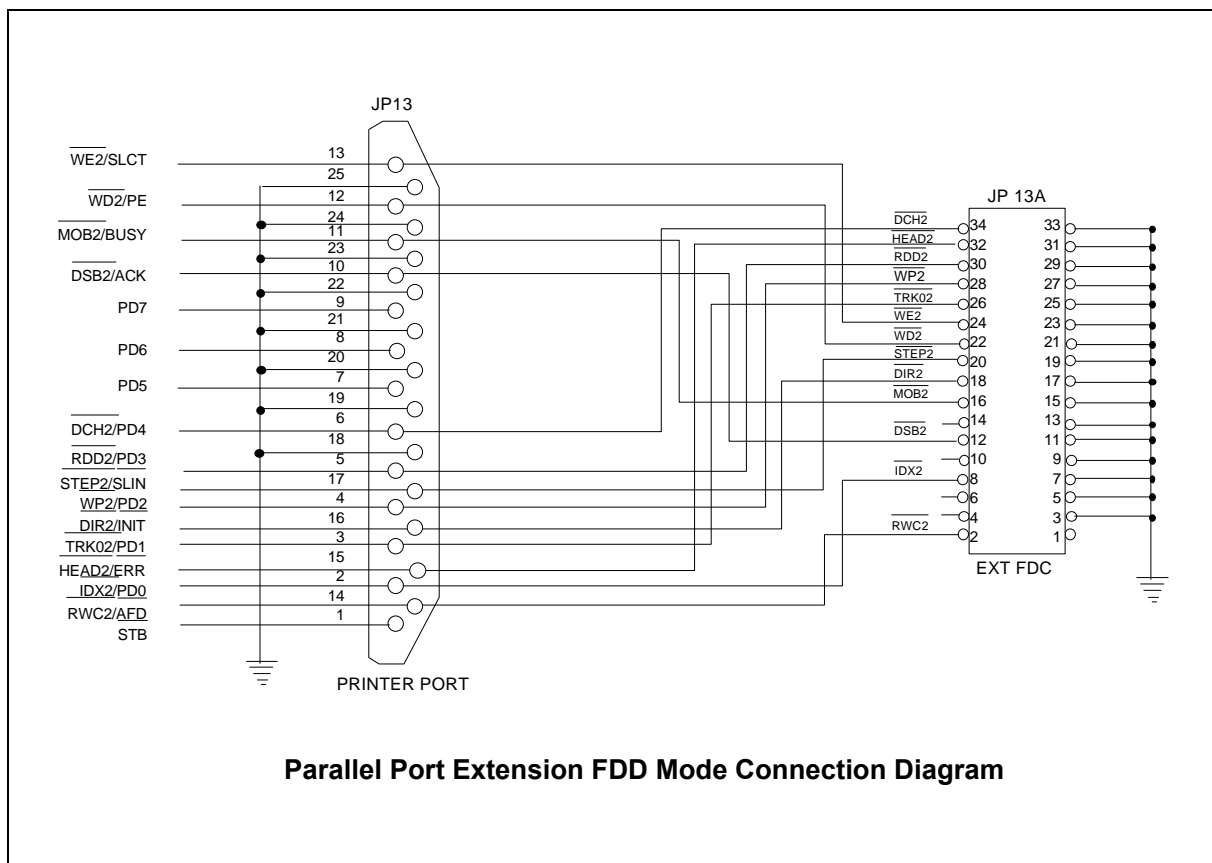 JP13
WE2/SLCT
WD2/PE
MOB2/BUSY
DSB2/ACK
PD7
PD6
PD5
DCH2/PD4
RDD2/PD3
STEP2/SLIN
WP2/PD2
DIR2/INIT
TRK02/PD1
HEAD2/ERR
IDX2/PD0
RWC2/AFD
STB
13
25
12
24
11
23
10
22
9
21
8
20
7
19
6
18
5
17
4
16
3
15
2
14
1
PRINTER PORT
JP 13A
DCH2
HEAD2
RDD2
WP2
TRK02
WE2
WD2
STEP2
DIR2
MOB2
DSB2
IDX2
RWC2
34 33
32 31
30 29
28 27
26 25
24 23
22 21
20 19
18 17
16 15
14 13
12 11
10 9
8 7
6 5
4 3
2 1
EXT FDC
Parallel Port Extension FDD Mode Connection Diagram